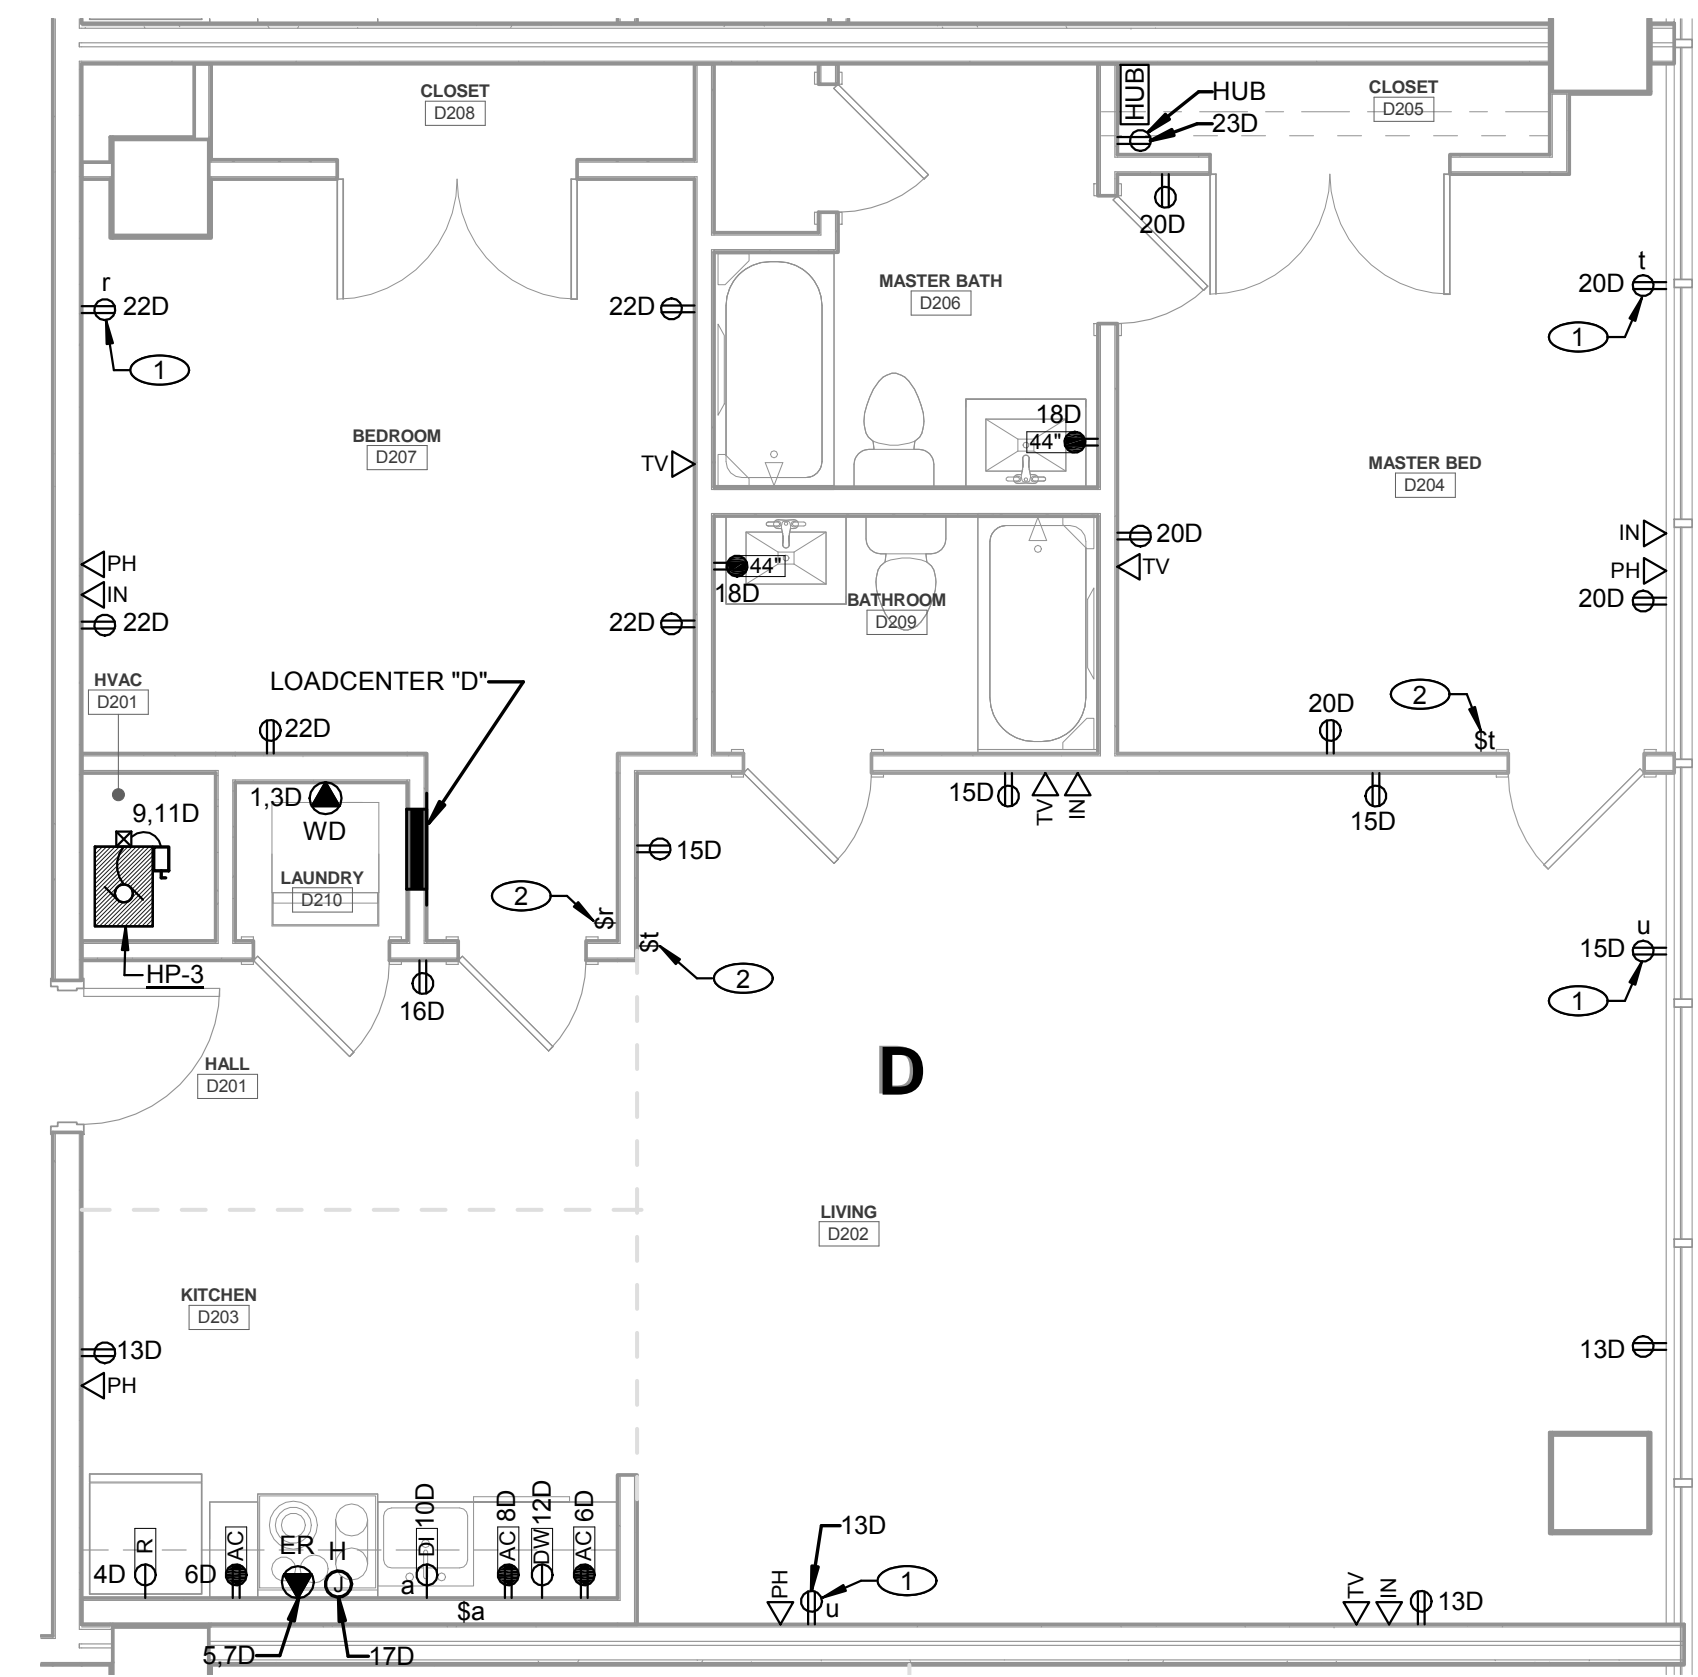 CLOSET
D208
HUB
HUB
23D
CLOSET
D205
20D
r
22D
22D
MASTER BATH
D206
t
20D
1
1
BEDROOM
D207
TV
18D
44"
MASTER BED
D204
PH
IN
22D
22D
44"
18D
BATHROOM
D209
20D
TV
IN
PH
20D
HVAC
D201
LOADCENTER "D"
22D
20D
2
$t
9,11D
1,3D
WD
LAUNDRY
D210
2
$r
15D
15D
TV
IN
15D
$t
2
HP-3
16D
u
15D
1
HALL
D201
D
LIVING
D202
KITCHEN
D203
13D
PH
13D
4D
R
6D
AC
ER
H
J
DI 10D
a
AC 8D
DW 12D
AC 6D
$a
5,7D
17D
13D
PH
u
1
TV
IN
13D